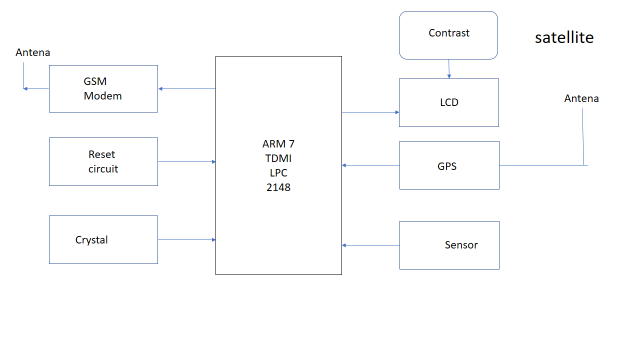 Contrast
satellite
Antena
GSM
Modem
LCD
Antena
ARM 7
TDMI
LPC
2148
Reset
circuit
GPS
Crystal
Sensor